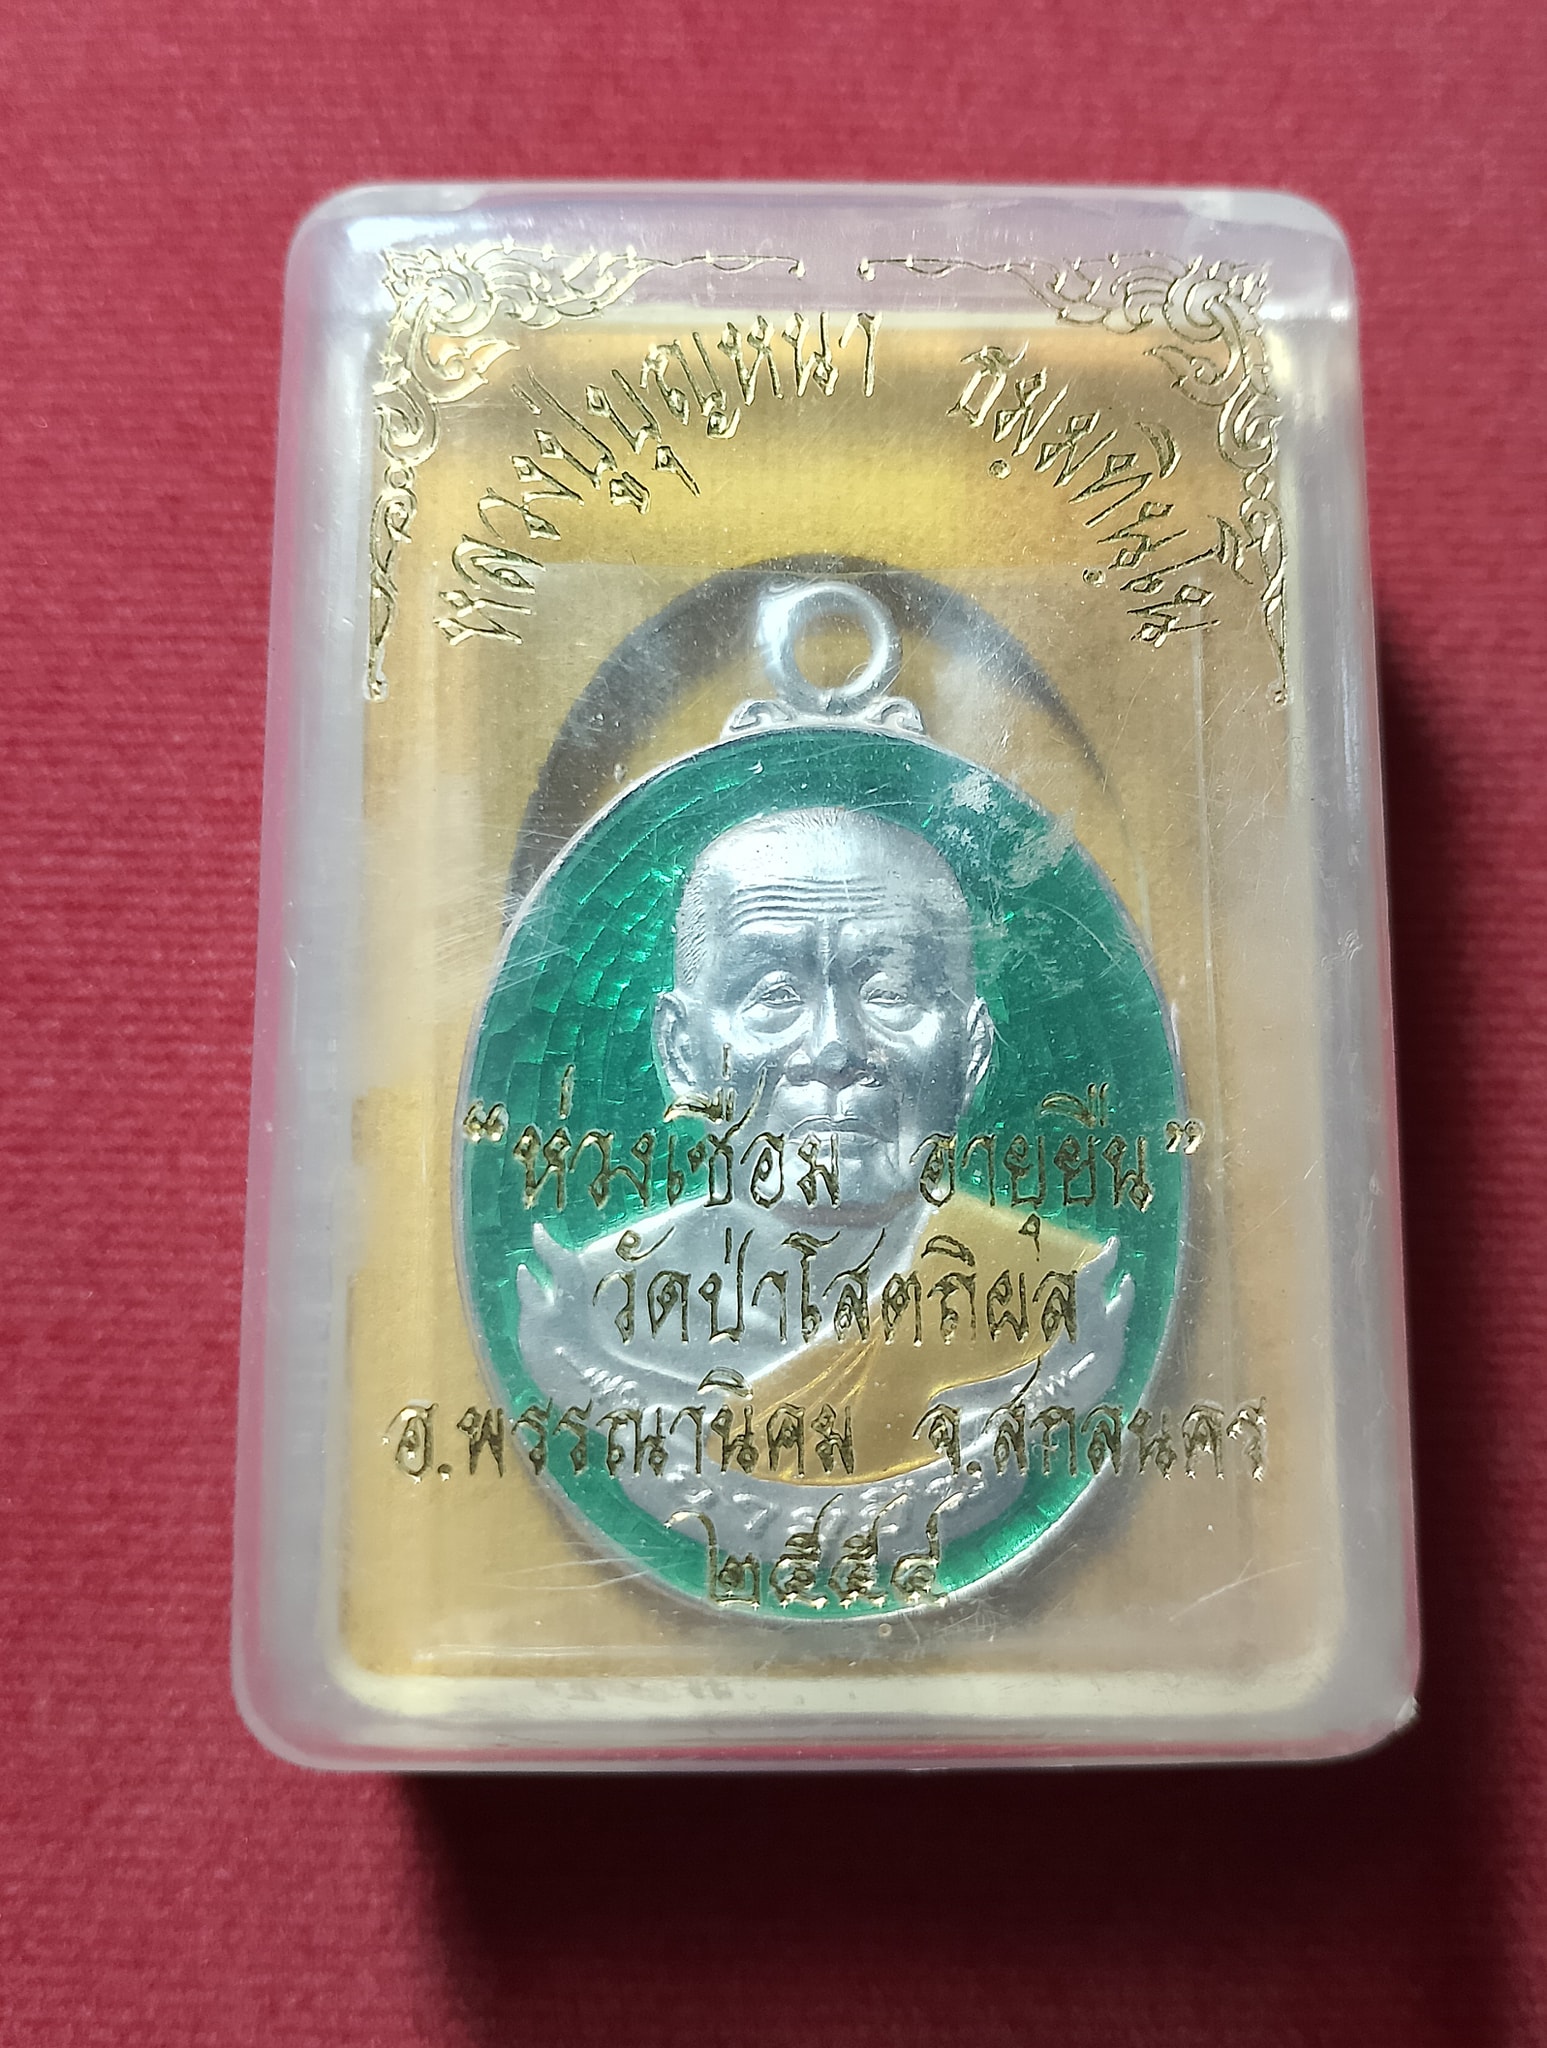 หลวงปู่บุญหนา ธมฺมทินฺโน
“ห่วงเชื่อม อายุยืน”
วัดป่าโสตถิผล
อ.พรรณานิคม จ.สกลนคร
๒๕๕๔